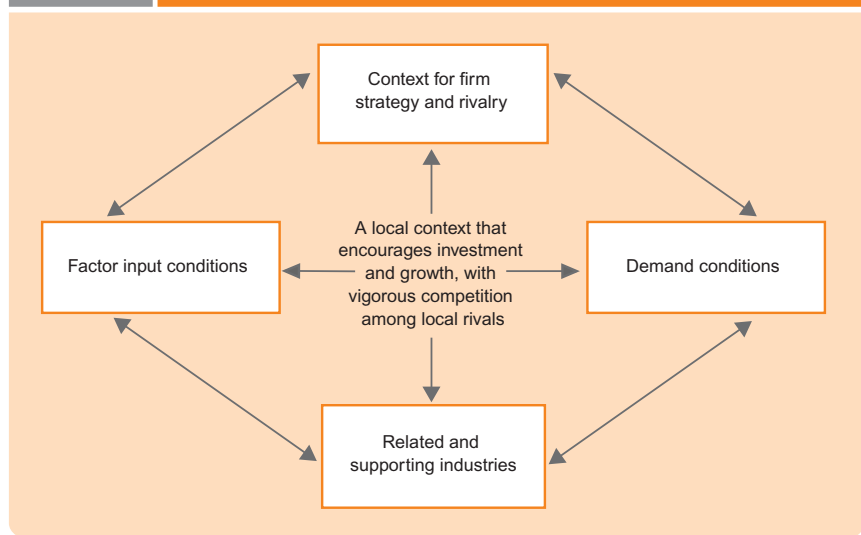 Context for firm
strategy and rivalry
Factor input conditions
A local context that
encourages investment
and growth, with
vigorous competition
among local rivals
Demand conditions
Related and
supporting industries